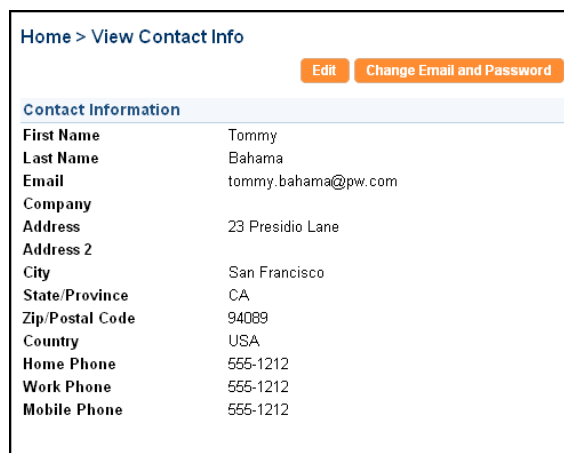 Home > View Contact Info
Edit Change Email and Password
Contact Information
First Name Tommy
Last Name Bahama
Email tommy.bahama@pw.com
Company
Address 23 Presidio Lane
Address 2
City San Francisco
State/Province CA
Zip/Postal Code 94089
Country USA
Home Phone 555-1212
Work Phone 555-1212
Mobile Phone 555-1212